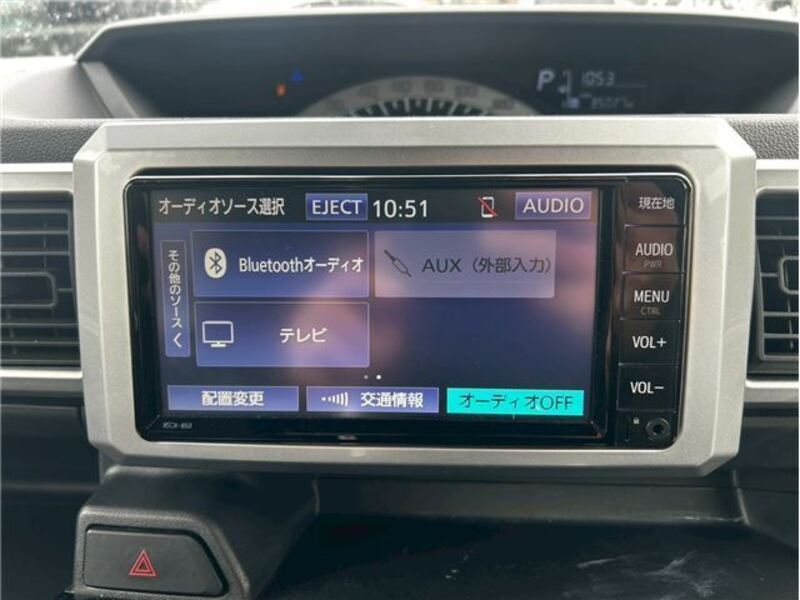 P 10:53
オーディオソース選択 EJECT 10:51 AUDIO
その他のソース
Bluetoothオーディオ
AUX（外部入力）
テレビ
配置変更 交通情報 オーディオOFF
現在地
AUDIO
PWR
MENU
CTRL
VOL+
VOL-